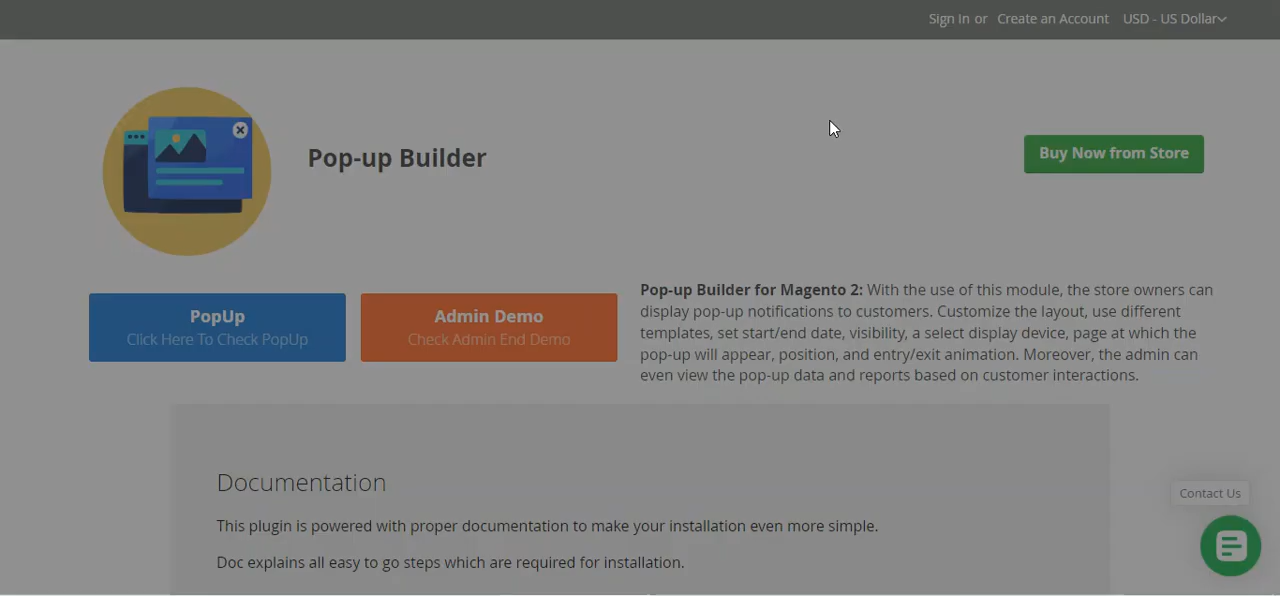 Sign In or Create an Account USD - US Dollar
Pop-up Builder
Buy Now from Store
PopUp
Click Here To Check PopUp
Admin Demo
Check Admin End Demo
Pop-up Builder for Magento 2: With the use of this module, the store owners can
display pop-up notifications to customers. Customize the layout, use different
templates, set start/end date, visibility, a select display device, page at which the
pop-up will appear, position, and entry/exit animation. Moreover, the admin can
even view the pop-up data and reports based on customer interactions.
Documentation
This plugin is powered with proper documentation to make your installation even more simple.
Doc explains all easy to go steps which are required for installation.
Contact Us